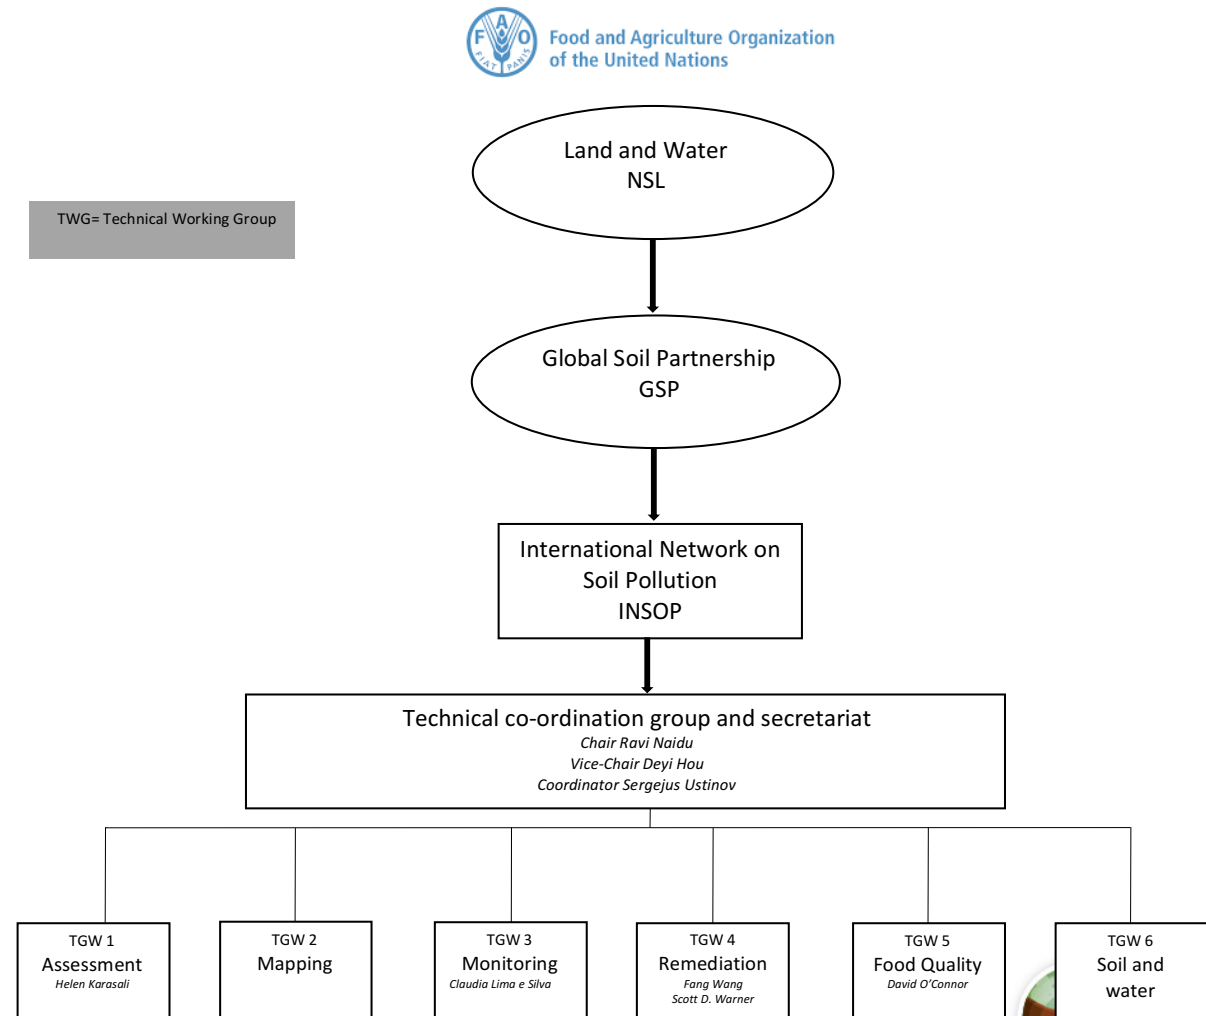 FAO
FIAT PANIS
Food and Agriculture Organization
of the United Nations
Land and Water
NSL
TWG= Technical Working Group
Global Soil Partnership
GSP
International Network on
Soil Pollution
INSOP
Technical co-ordination group and secretariat
Chair Ravi Naidu
Vice-Chair Deyi Hou
Coordinator Sergejus Ustinov
TGW 1
Assessment
Helen Karasali
TGW 2
Mapping
TGW 3
Monitoring
Claudia Lima e Silva
TGW 4
Remediation
Fang Wang
Scott D. Warner
TGW 5
Food Quality
David O’Connor
TGW 6
Soil and
water